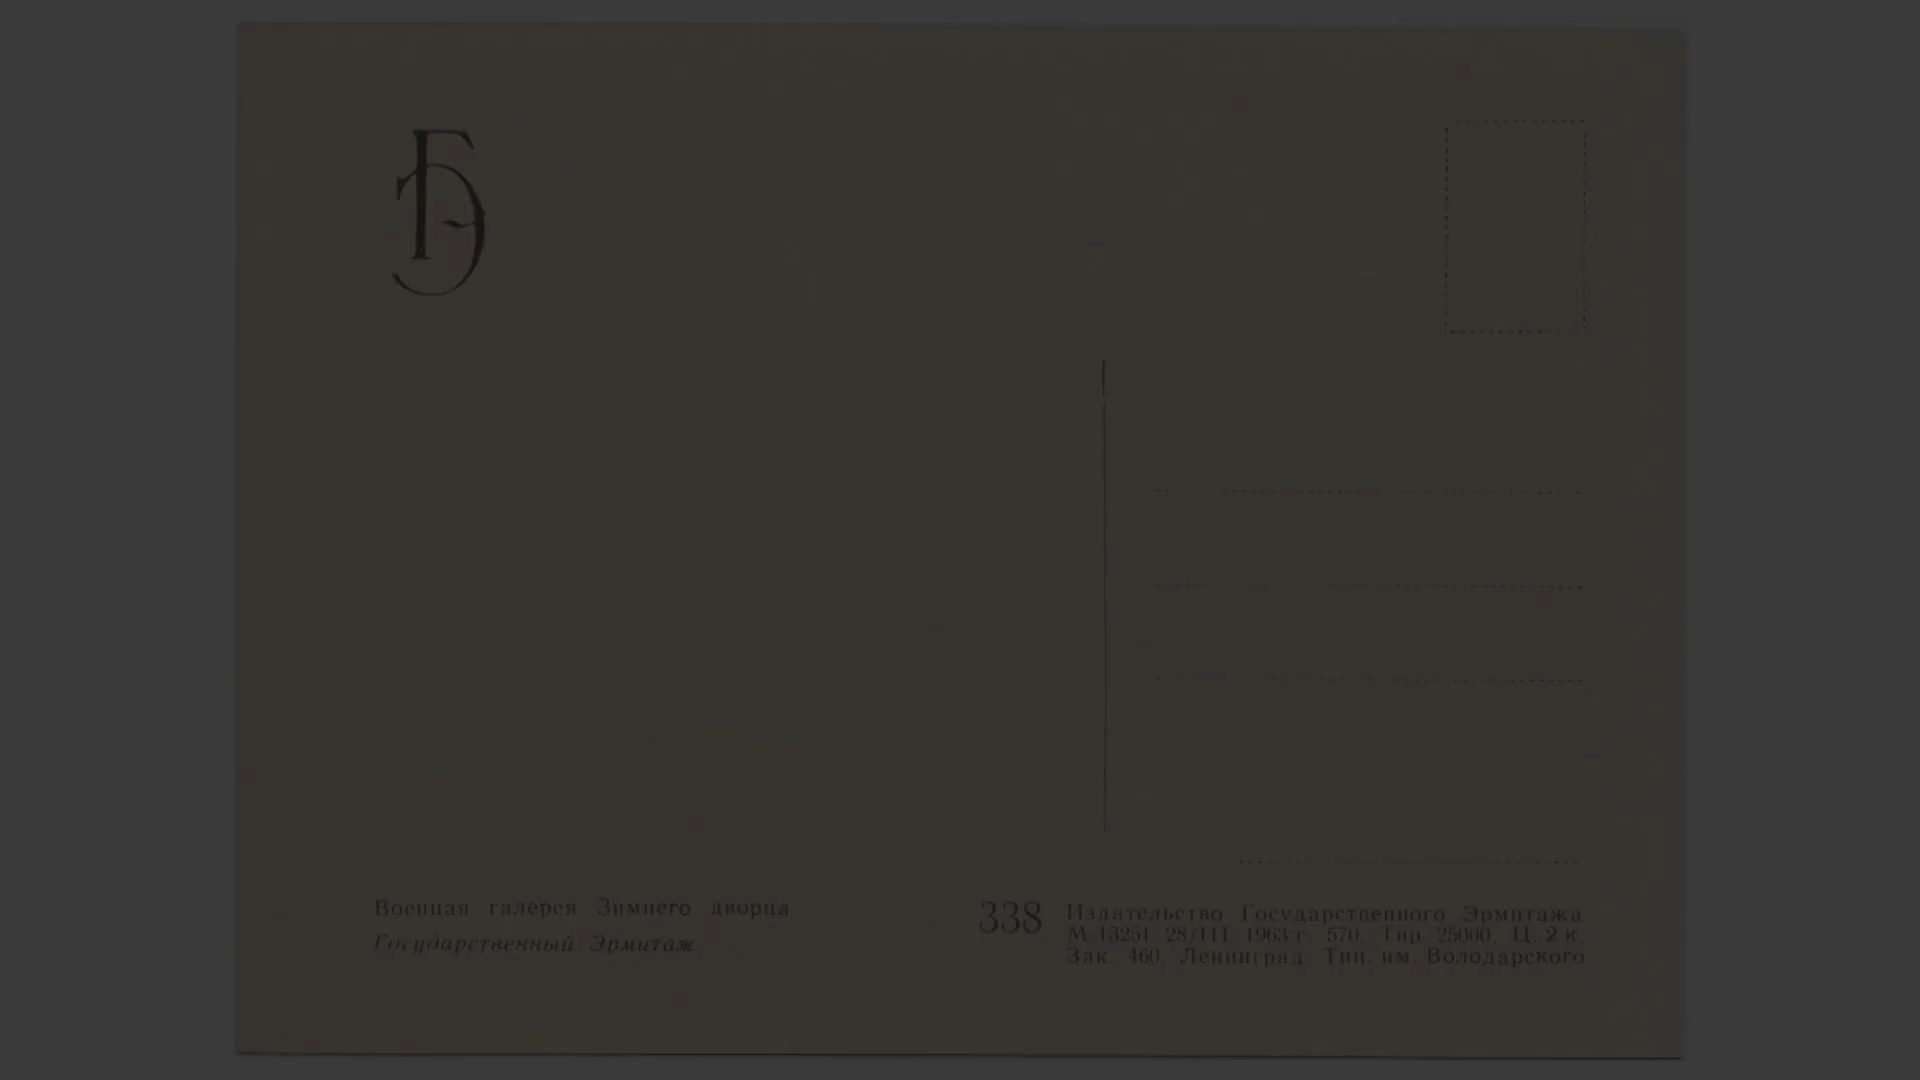 ГЭ
Военная галерея Зимнего дворца
Государственный Эрмитаж
338
Издательство Государственного Эрмитажа
М-13251 28/III 1963 г. 570. Тир. 25000. Ц. 2 к.
Зак. 460 Ленинград. Тип. им. Володарского